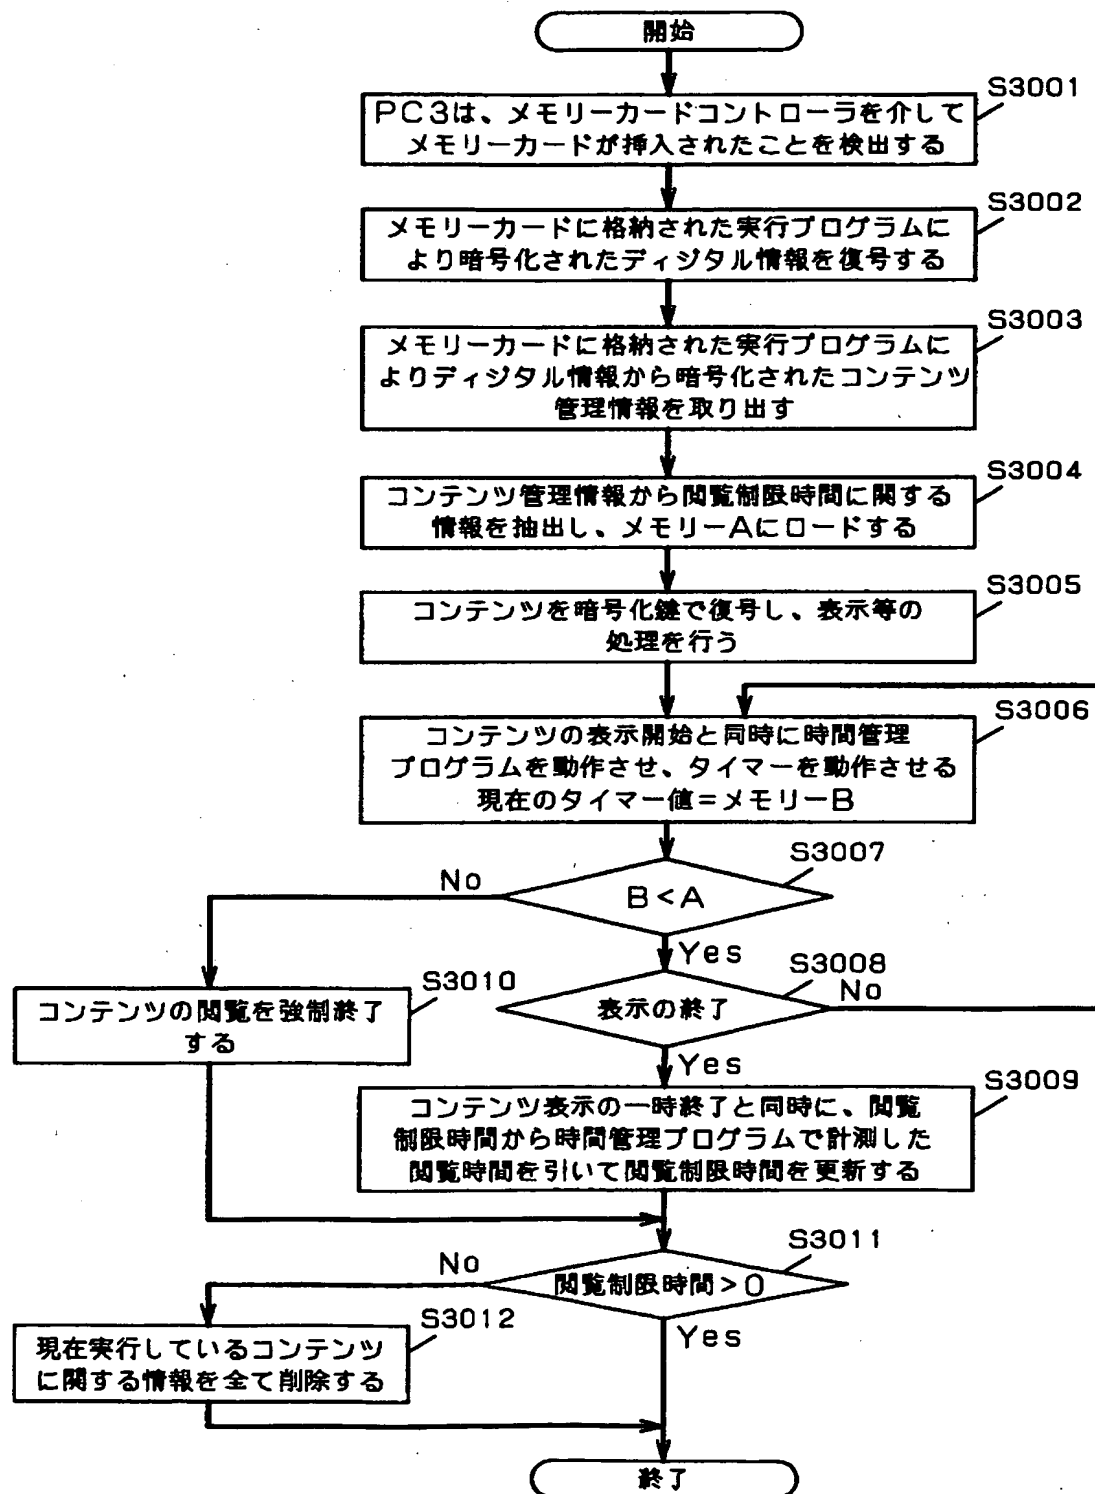 開始
S3001
PC3は、メモリーカードコントローラを介して
メモリーカードが挿入されたことを検出する
S3002
メモリーカードに格納された実行プログラムに
より暗号化されたディジタル情報を復号する
S3003
メモリーカードに格納された実行プログラムに
よりディジタル情報から暗号化されたコンテンツ
管理情報を取り出す
S3004
コンテンツ管理情報から閲覧制限時間に関する
情報を抽出し、メモリーAにロードする
S3005
コンテンツを暗号化鍵で復号し、表示等の
処理を行う
S3006
コンテンツの表示開始と同時に時間管理
プログラムを動作させ、タイマーを動作させる
現在のタイマー値=メモリーB
S3007
No
B<A
Yes
S3008
表示の終了
No
S3010
コンテンツの閲覧を強制終了
する
Yes
S3009
コンテンツ表示の一時終了と同時に、閲覧
制限時間から時間管理プログラムで計測した
閲覧時間を引いて閲覧制限時間を更新する
S3011
No
閲覧制限時間>0
Yes
S3012
現在実行しているコンテンツ
に関する情報を全て削除する
終了